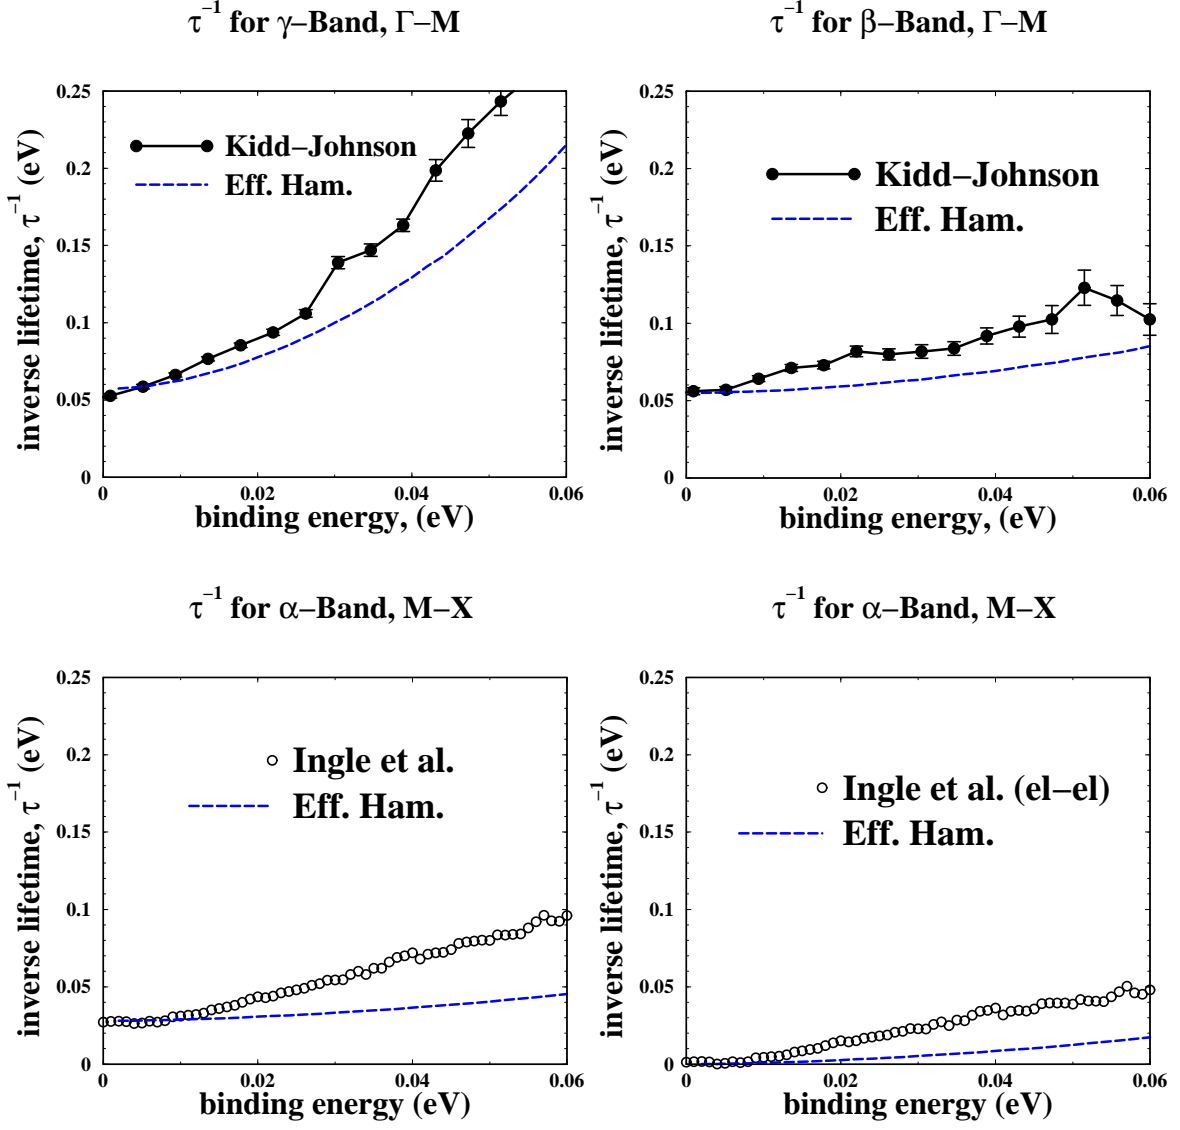 τ⁻¹ for γ–Band, Γ–M
inverse lifetime, τ⁻¹ (eV)
0.25
0.2
0.15
0.1
0.05
0
Kidd–Johnson
Eff. Ham.
0
0.02
0.04
0.06
binding energy, (eV)
τ⁻¹ for β–Band, Γ–M
inverse lifetime, τ⁻¹ (eV)
0.25
0.2
0.15
0.1
0.05
0
Kidd–Johnson
Eff. Ham.
0
0.02
0.04
0.06
binding energy, (eV)
τ⁻¹ for α–Band, M–X
inverse lifetime, τ⁻¹ (eV)
0.25
0.2
0.15
0.1
0.05
0
Ingle et al.
Eff. Ham.
0
0.02
0.04
0.06
binding energy (eV)
τ⁻¹ for α–Band, M–X
inverse lifetime, τ⁻¹ (eV)
0.25
0.2
0.15
0.1
0.05
0
Ingle et al. (el–el)
Eff. Ham.
0
0.02
0.04
0.06
binding energy (eV)